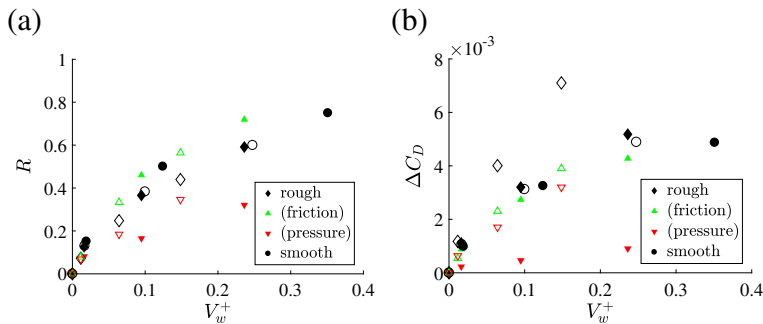 (a)
1
0.8
0.6
0.4
0.2
0
R
0 0.1 0.2 0.3 0.4
V_w^+
rough
(friction)
(pressure)
smooth
(b)
×10^-3
8
6
4
2
0
ΔC_D
0 0.1 0.2 0.3 0.4
V_w^+
rough
(friction)
(pressure)
smooth